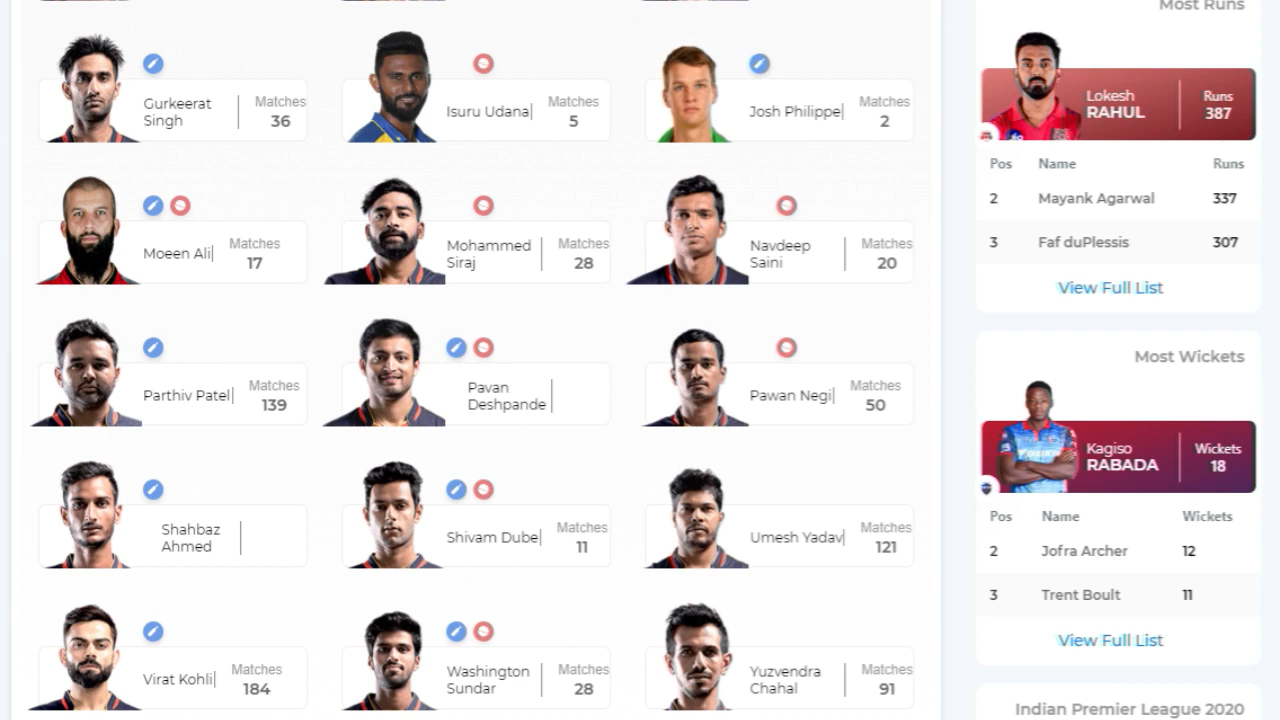 Gurkeerat
Singh
Matches
36
Isuru Udana
Matches
5
Josh Philippe
Matches
2
Moeen Ali
Matches
17
Mohammed
Siraj
Matches
28
Navdeep
Saini
Matches
20
Parthiv Patel
Matches
139
Pavan
Deshpande
Pawan Negi
Matches
50
Shahbaz
Ahmed
Shivam Dube
Matches
11
Umesh Yadav
Matches
121
Virat Kohli
Matches
184
Washington
Sundar
Matches
28
Yuzvendra
Chahal
Matches
91
Most Runs
Lokesh
RAHUL
Runs
387
Pos Name Runs
2 Mayank Agarwal 337
3 Faf duPlessis 307
View Full List
Most Wickets
Kagiso
RABADA
Wickets
18
Pos Name Wickets
2 Jofra Archer 12
3 Trent Boult 11
View Full List
Indian Premier League 2020